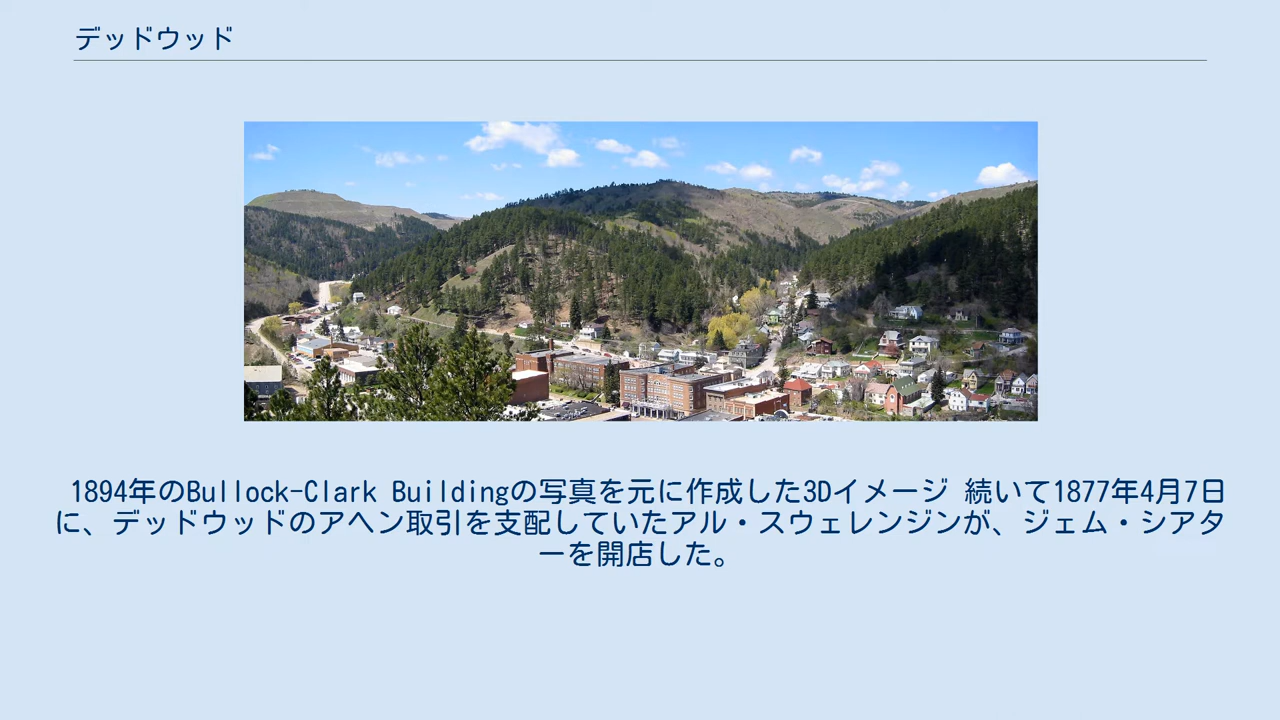 デッドウッド
1894年のBullock-Clark Buildingの写真を元に作成した3Dイメージ 続いて1877年4月7日
に、デッドウッドのアヘン取引を支配していたアル・スウェレンジンが、ジェム・シアタ
ーを開店した。